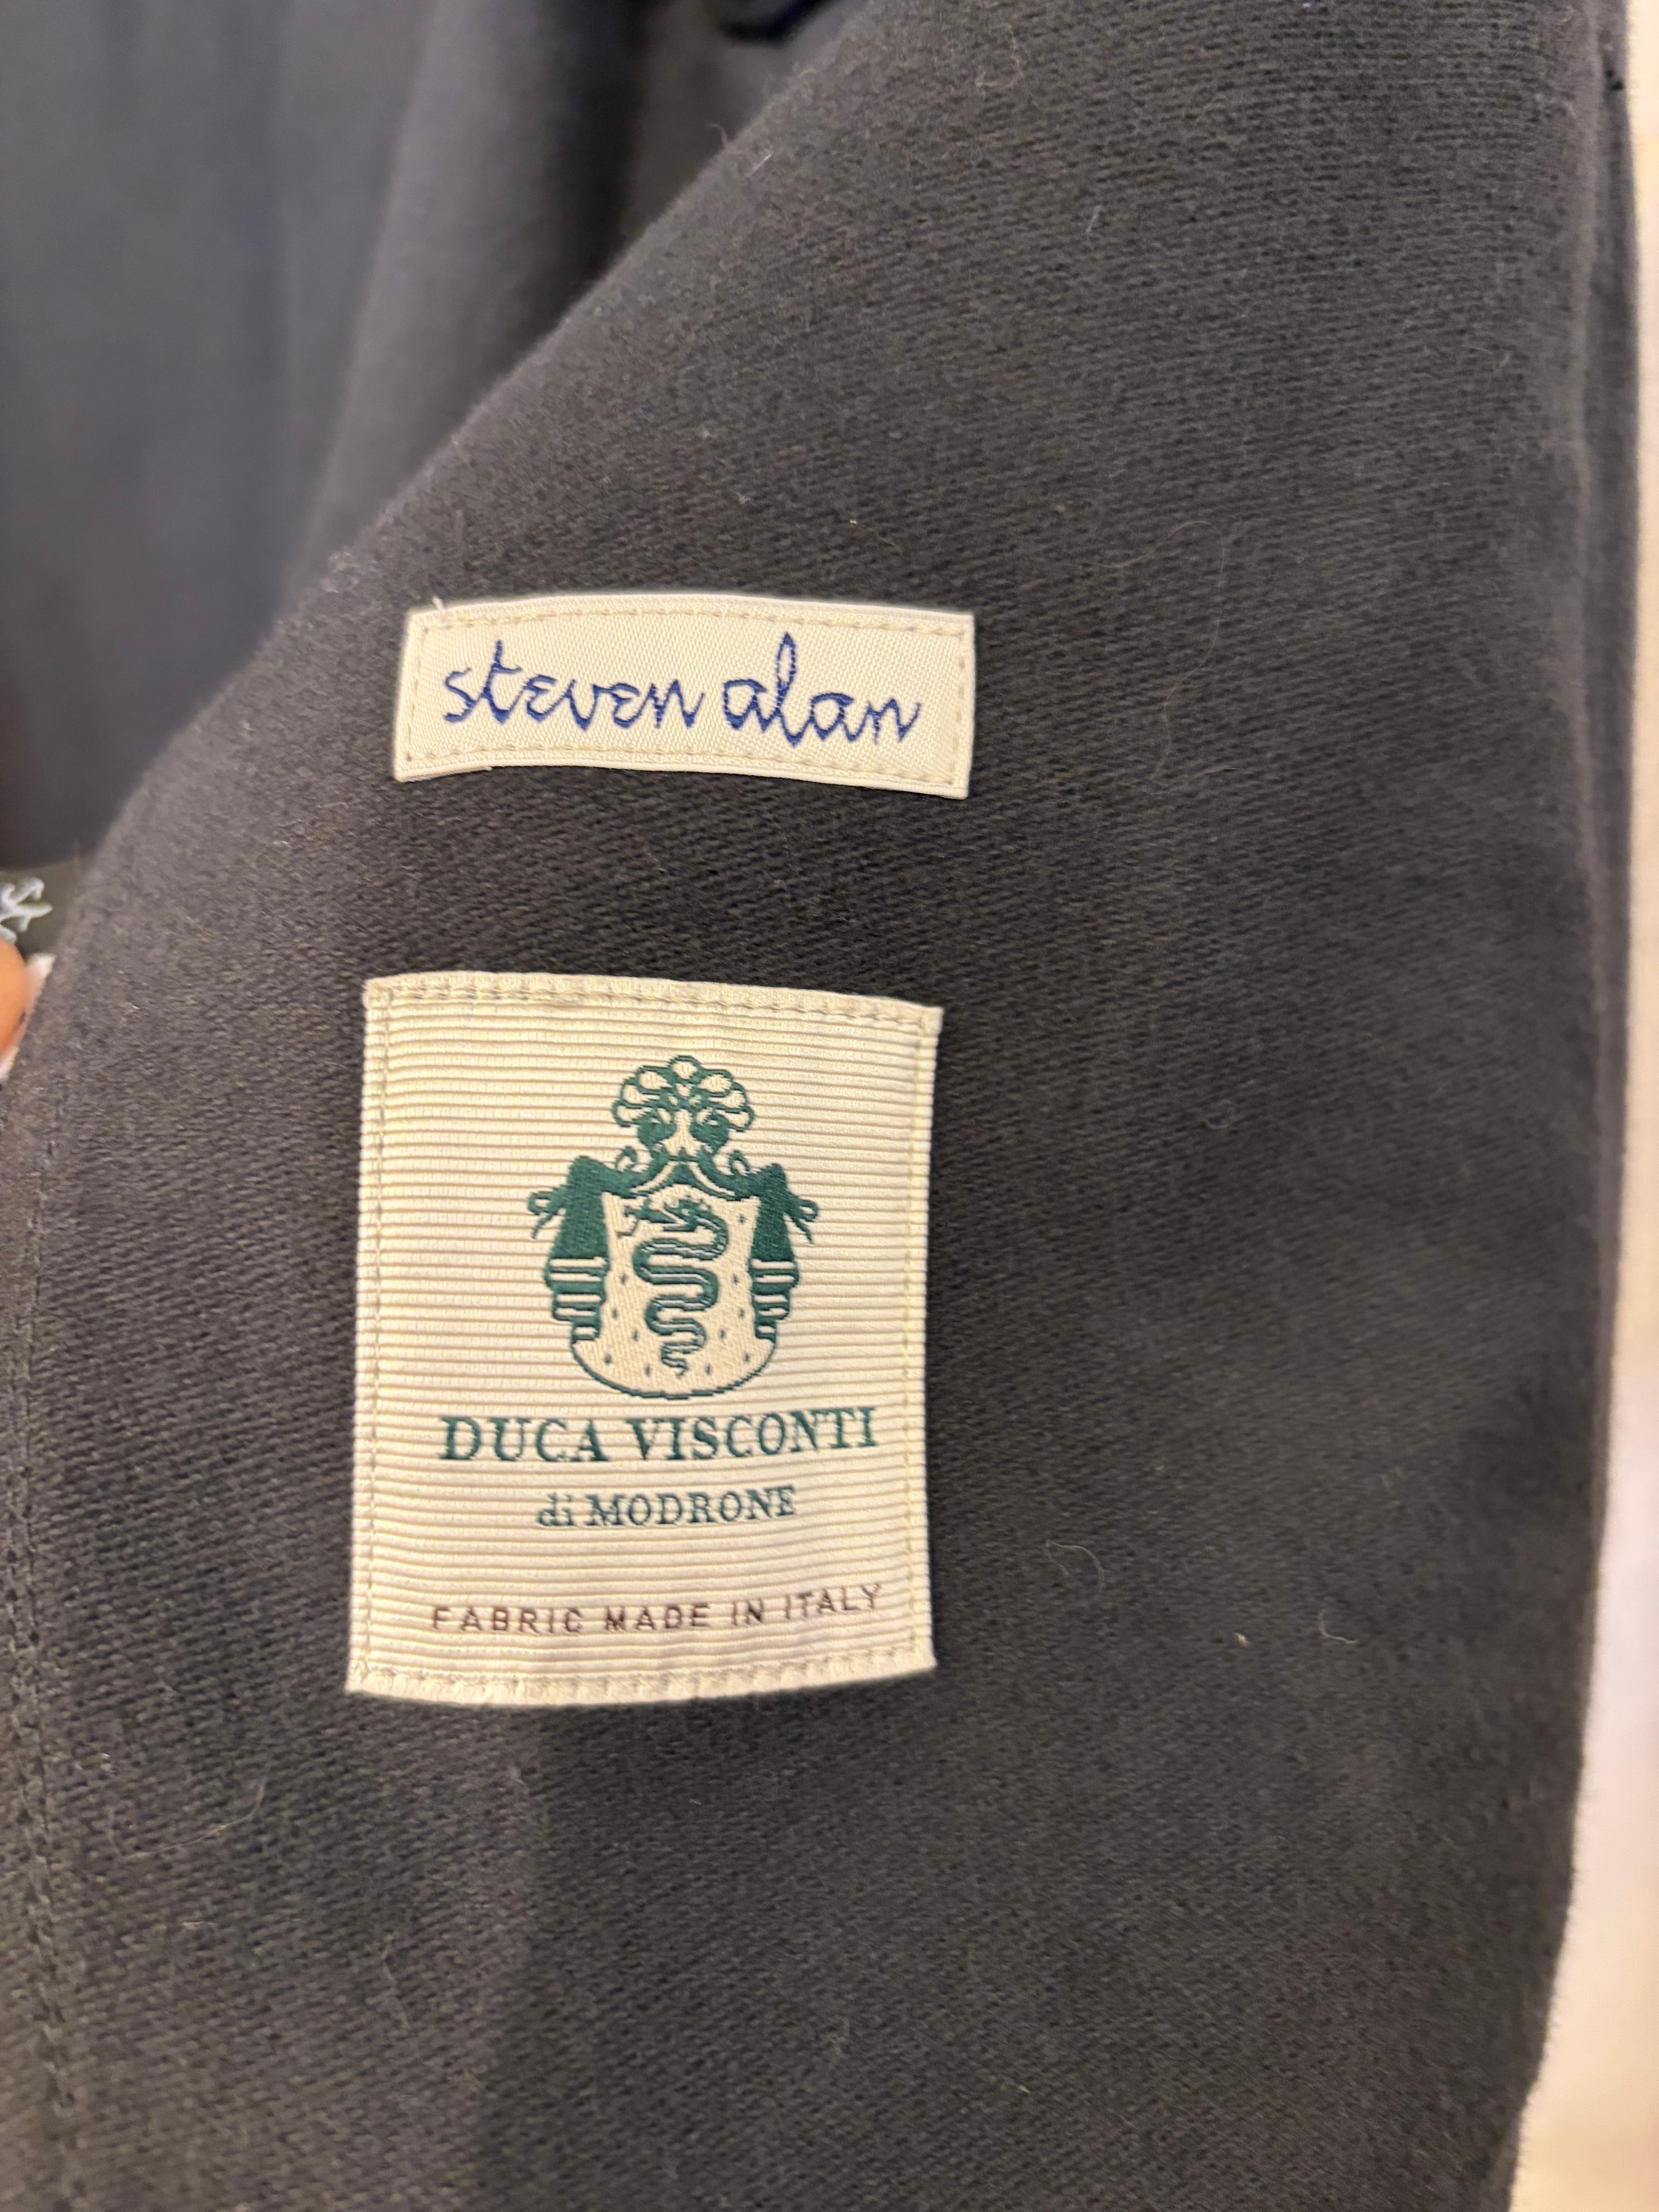 steven alan
DUCA VISCONTI
di MODRONE
FABRIC MADE IN ITALY